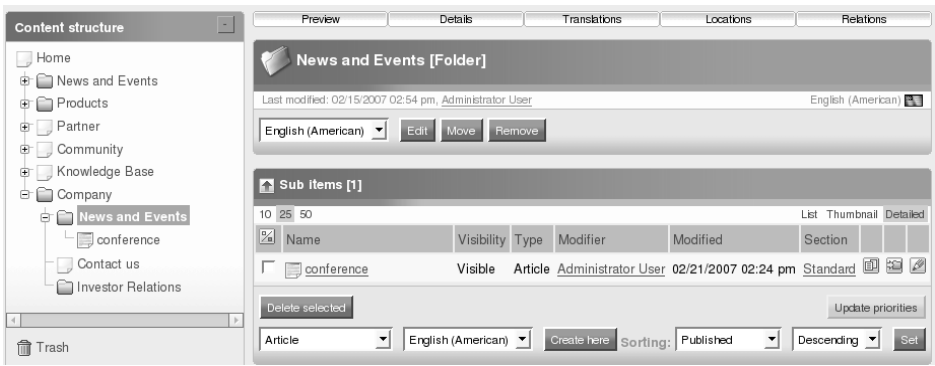 Content structure
-
Home
News and Events
Products
Partner
Community
Knowledge Base
Company
News and Events
conference
Contact us
Investor Relations
Trash
Preview Details Translations Locations Relations
News and Events [Folder]
Last modified: 02/15/2007 02:54 pm, Administrator User English (American)
English (American) Edit Move Remove
Sub items [1]
10 25 50 List Thumbnail Detailed
Name Visibility Type Modifier Modified Section
conference Visible Article Administrator User 02/21/2007 02:24 pm Standard
Delete selected Update priorities
Article English (American) Create here Sorting: Published Descending Set